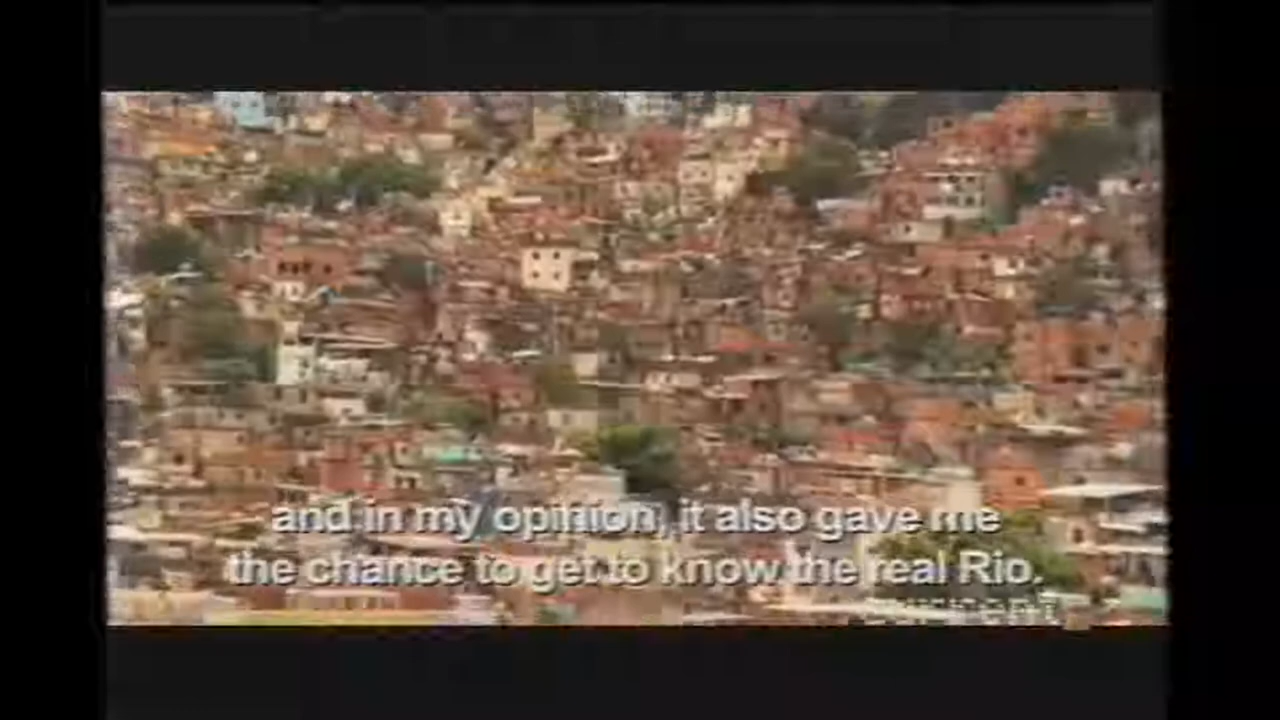 and in my opinion, it also gave me
the chance to get to know the real Rio.